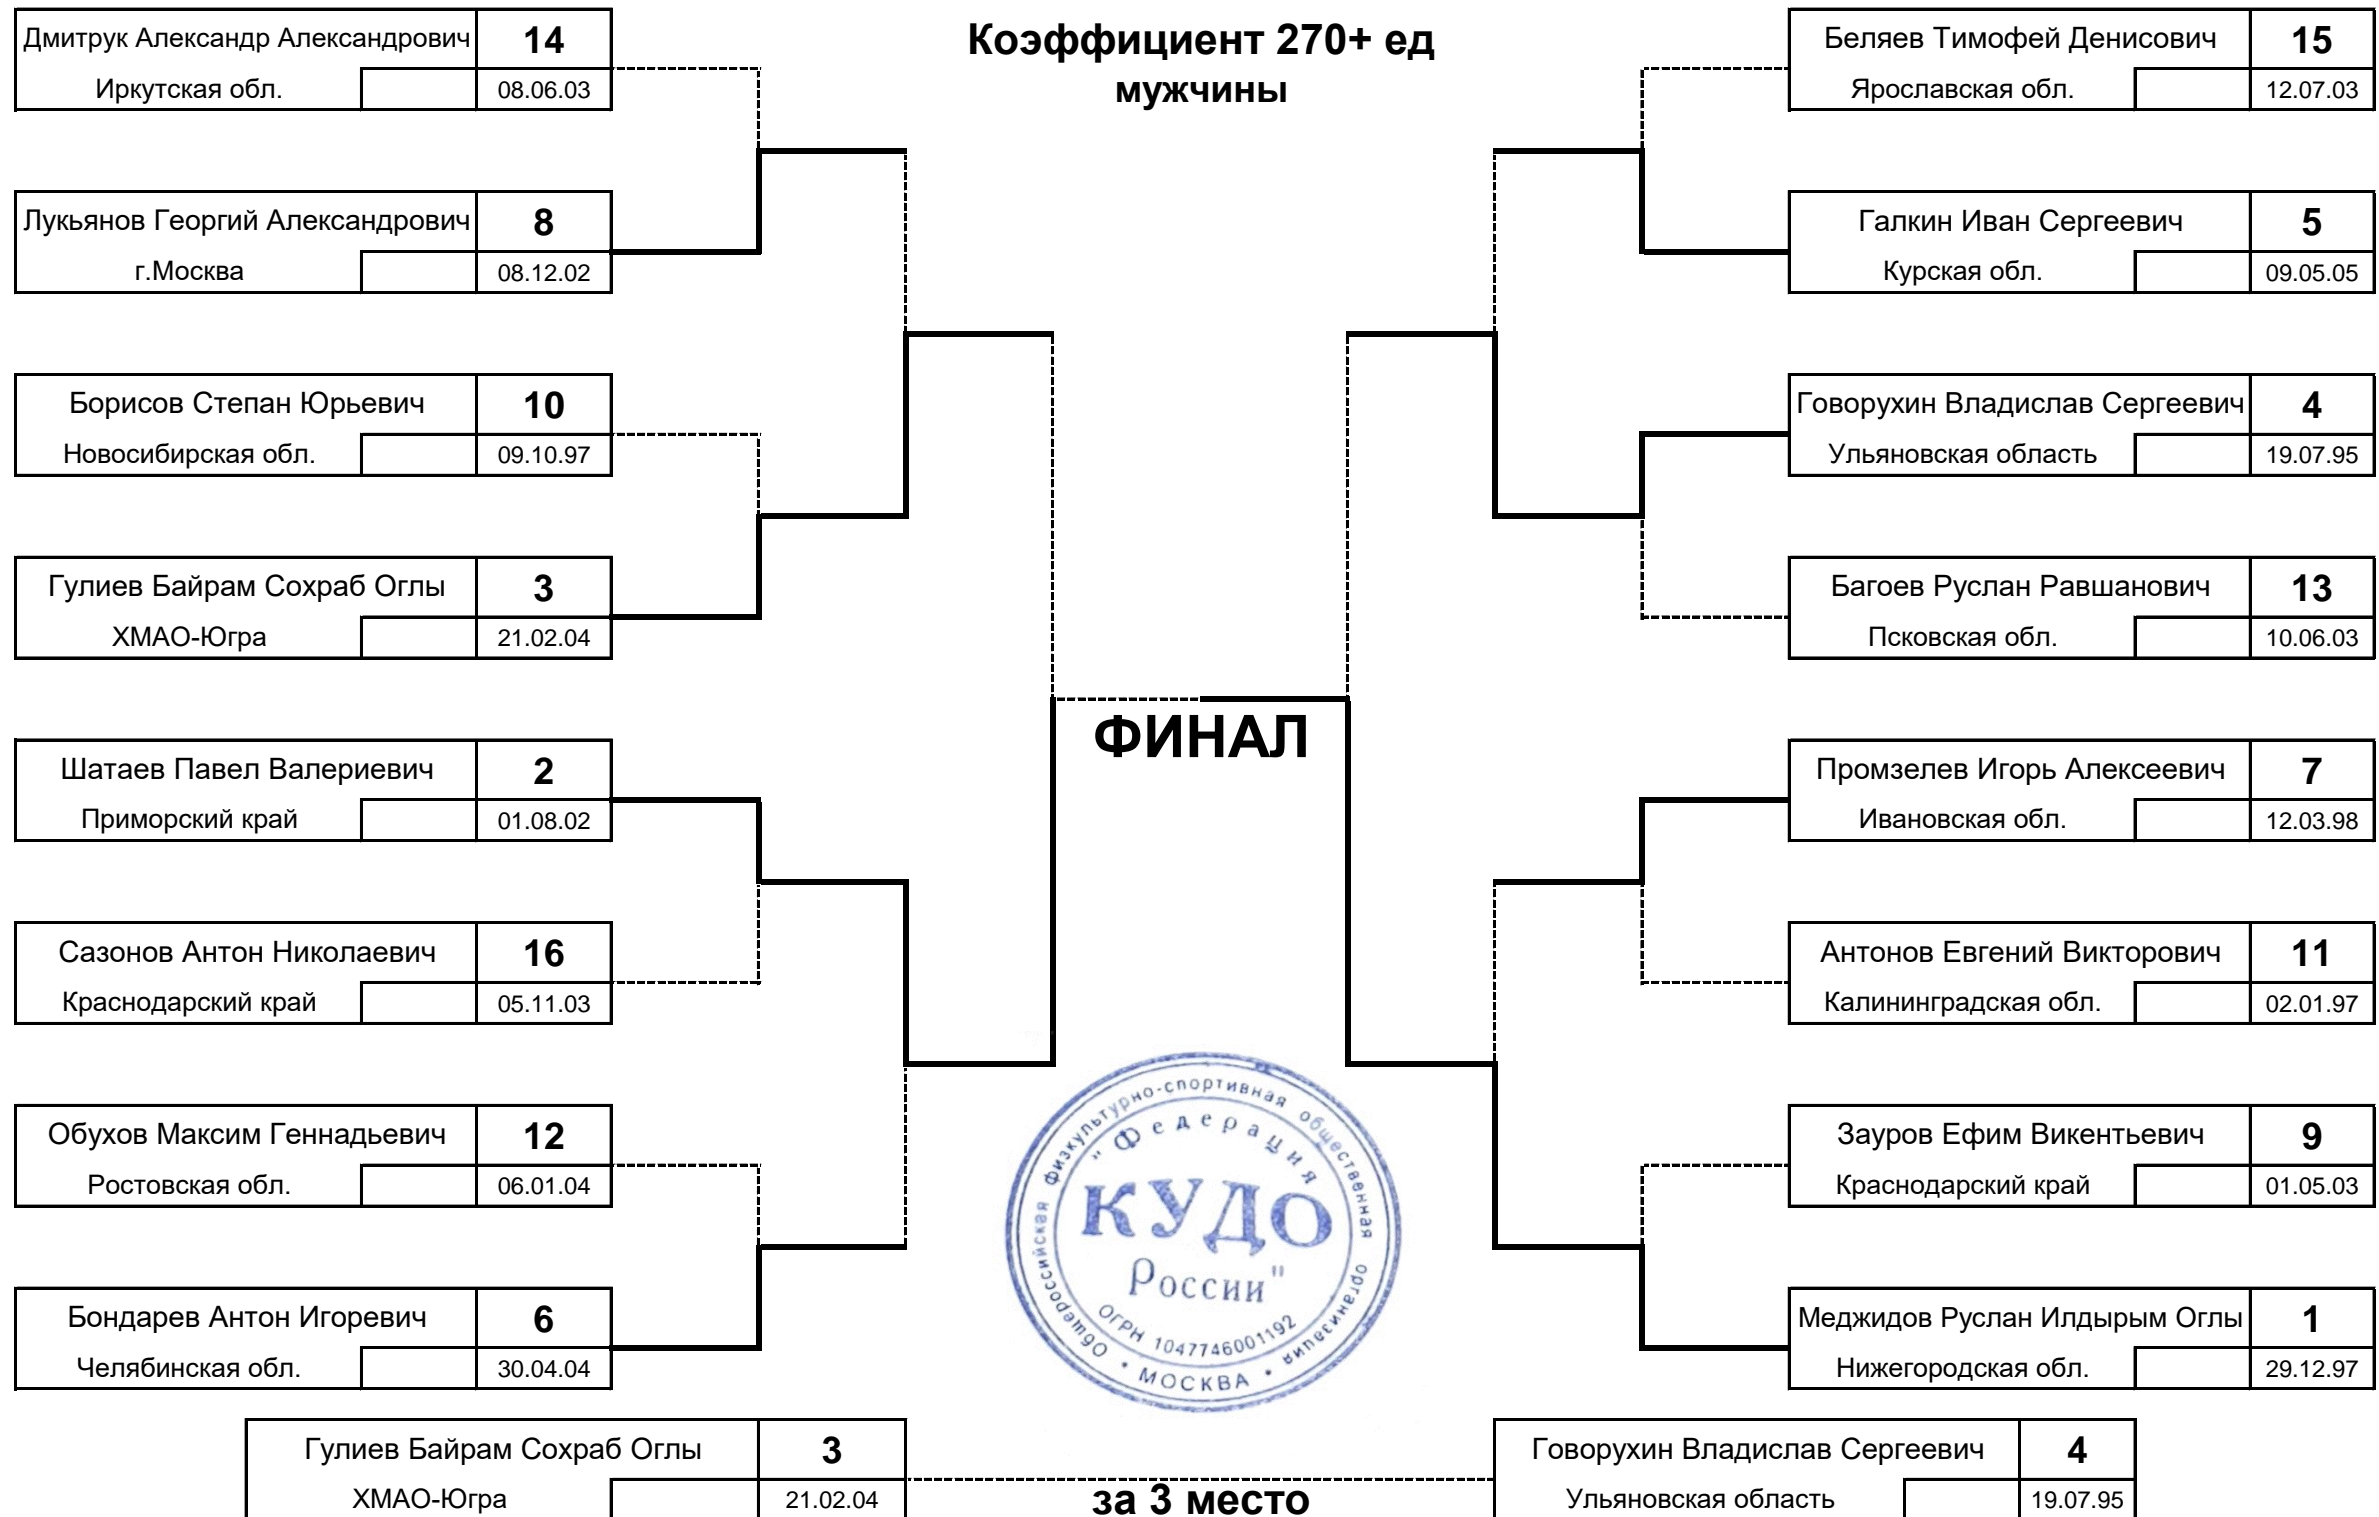 Коэффициент 270+ ед
мужчины
Дмитрук Александр Александрович 14
Иркутская обл. 08.06.03
Лукьянов Георгий Александрович 8
г.Москва 08.12.02
Борисов Степан Юрьевич 10
Новосибирская обл. 09.10.97
Гулиев Байрам Сохраб Оглы 3
ХМАО-Югра 21.02.04
Шатаев Павел Валериевич 2
Приморский край 01.08.02
Сазонов Антон Николаевич 16
Краснодарский край 05.11.03
Обухов Максим Геннадьевич 12
Ростовская обл. 06.01.04
Бондарев Антон Игоревич 6
Челябинская обл. 30.04.04
ФИНАЛ
Беляев Тимофей Денисович 15
Ярославская обл. 12.07.03
Галкин Иван Сергеевич 5
Курская обл. 09.05.05
Говорухин Владислав Сергеевич 4
Ульяновская область 19.07.95
Багоев Руслан Равшанович 13
Псковская обл. 10.06.03
Промзелев Игорь Алексеевич 7
Ивановская обл. 12.03.98
Антонов Евгений Викторович 11
Калининградская обл. 02.01.97
Зауров Ефим Викентьевич 9
Краснодарский край 01.05.03
Меджидов Руслан Илдырым Оглы 1
Нижегородская обл. 29.12.97
Общероссийская физкультурно-спортивная общественная организация
"Федерация
КУДО
России"
ОГРН 1047746001192
• МОСКВА •
Гулиев Байрам Сохраб Оглы 3
ХМАО-Югра 21.02.04
за 3 место
Говорухин Владислав Сергеевич 4
Ульяновская область 19.07.95